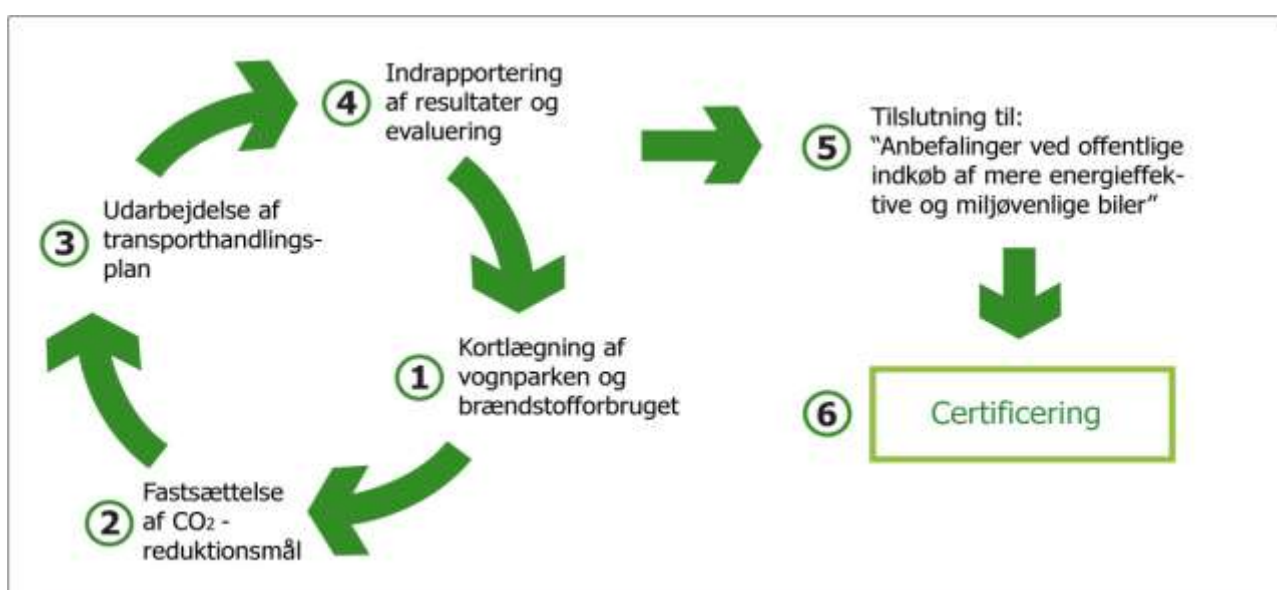 4
Indrapportering
af resultater og
evaluering
5
Tilslutning til:
“Anbefalinger ved offentlige
indkøb af mere energieffek-
tive og miljøvenlige biler”
3
Udarbejdelse af
transporthandlings-
plan
1
Kortlægning af
vognparken og
brændstofforbruget
6
Certificering
2
Fastsættelse
af CO2 -
reduktionsmål